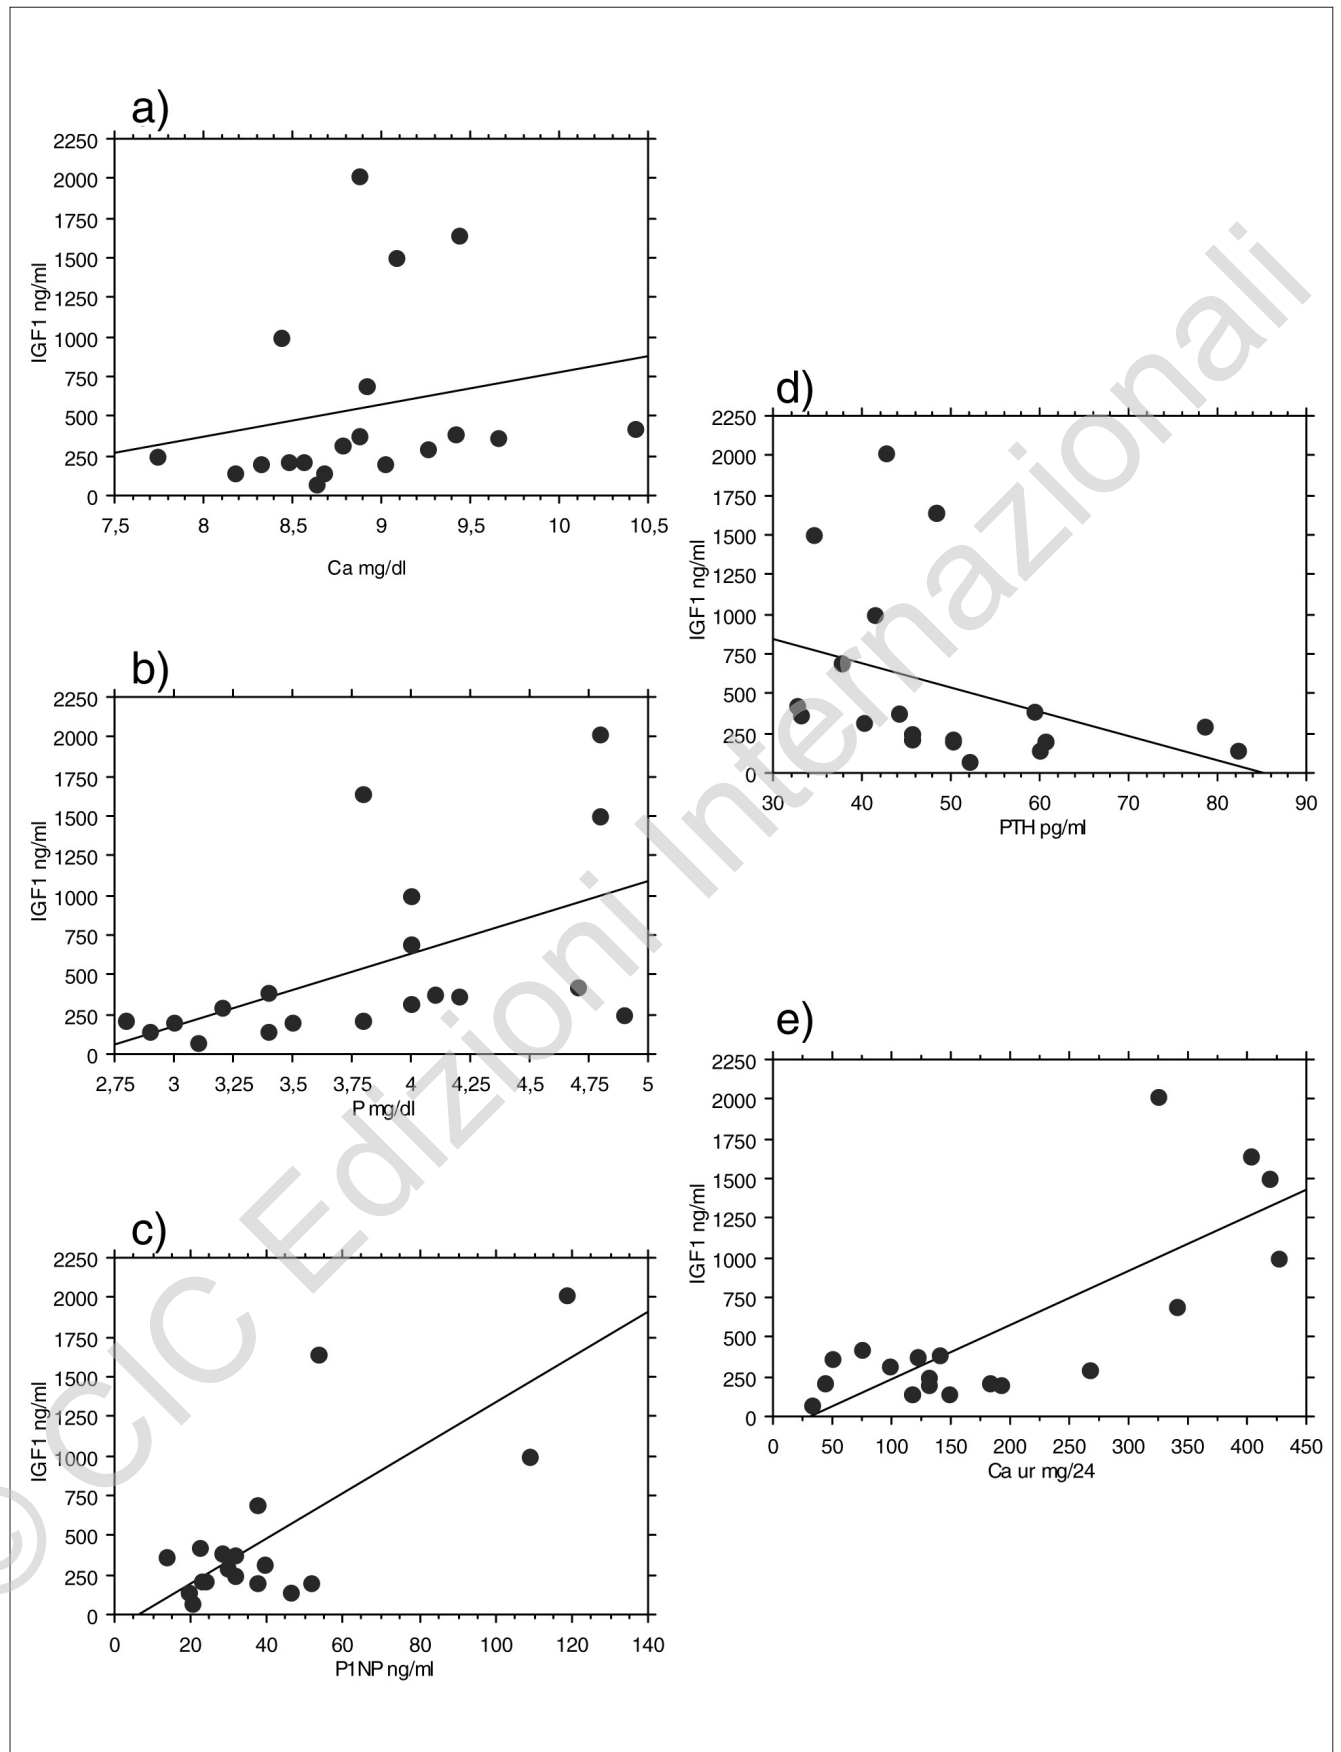 a)
2250
2000
1750
1500
1250
1000
750
500
250
0
IGF1 ng/ml
7,5 8 8,5 9 9,5 10 10,5
Ca mg/dl
b)
2250
2000
1750
1500
1250
1000
750
500
250
0
IGF1 ng/ml
2,75 3 3,25 3,5 3,75 4 4,25 4,5 4,75 5
P mg/dl
c)
2250
2000
1750
1500
1250
1000
750
500
250
0
IGF1 ng/ml
0 20 40 60 80 100 120 140
P1NP ng/ml
d)
2250
2000
1750
1500
1250
1000
750
500
250
0
IGF1 ng/ml
30 40 50 60 70 80 90
PTH pg/ml
e)
2250
2000
1750
1500
1250
1000
750
500
250
0
IGF1 ng/ml
0 50 100 150 200 250 300 350 400 450
Ca ur mg/24
© CIC Edizioni Internazionali